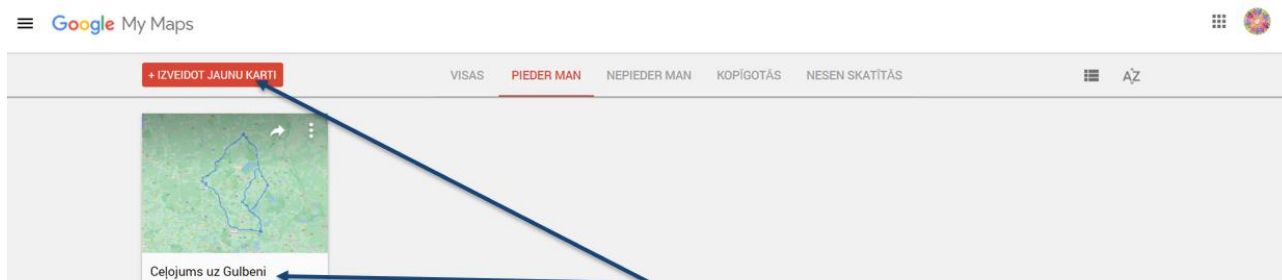 Google My Maps
+ IZVEIDOT JAUNU KARTI
VISAS PIEDER MAN NEPIEDER MAN KOPĪGOTĀS NESEN SKATĪTĀS
AZ
Ceļojums uz Gulbeni